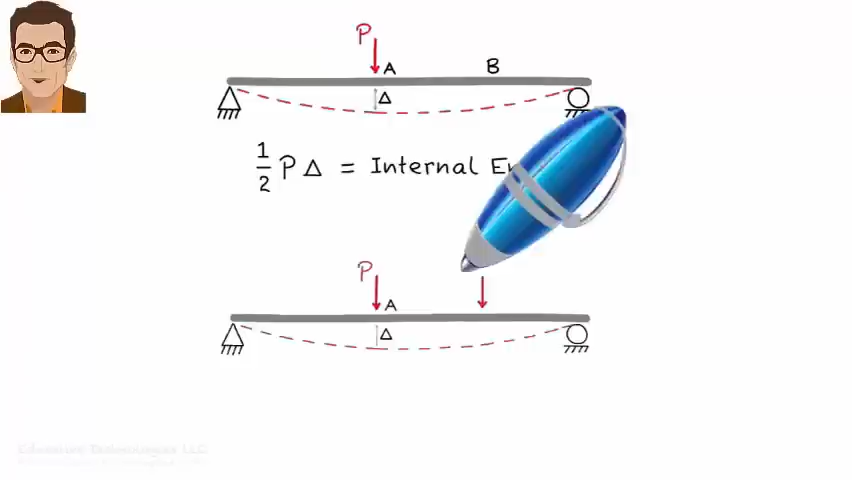 P
A B
Δ
1/2 P Δ = Internal
P
A
Δ